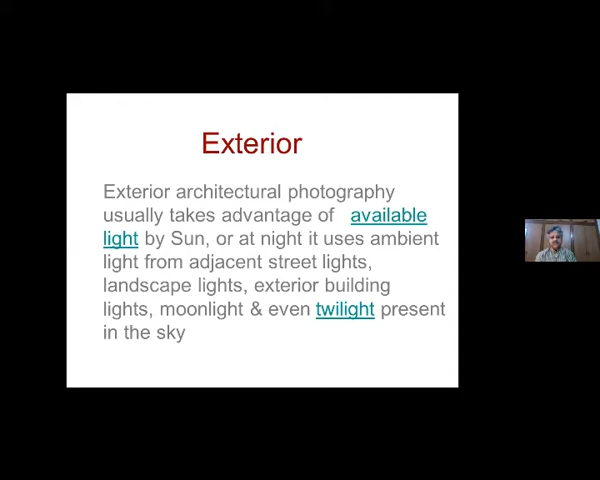 Exterior
Exterior architectural photography
usually takes advantage of available
light by Sun, or at night it uses ambient
light from adjacent street lights,
landscape lights, exterior building
lights, moonlight & even twilight present
in the sky